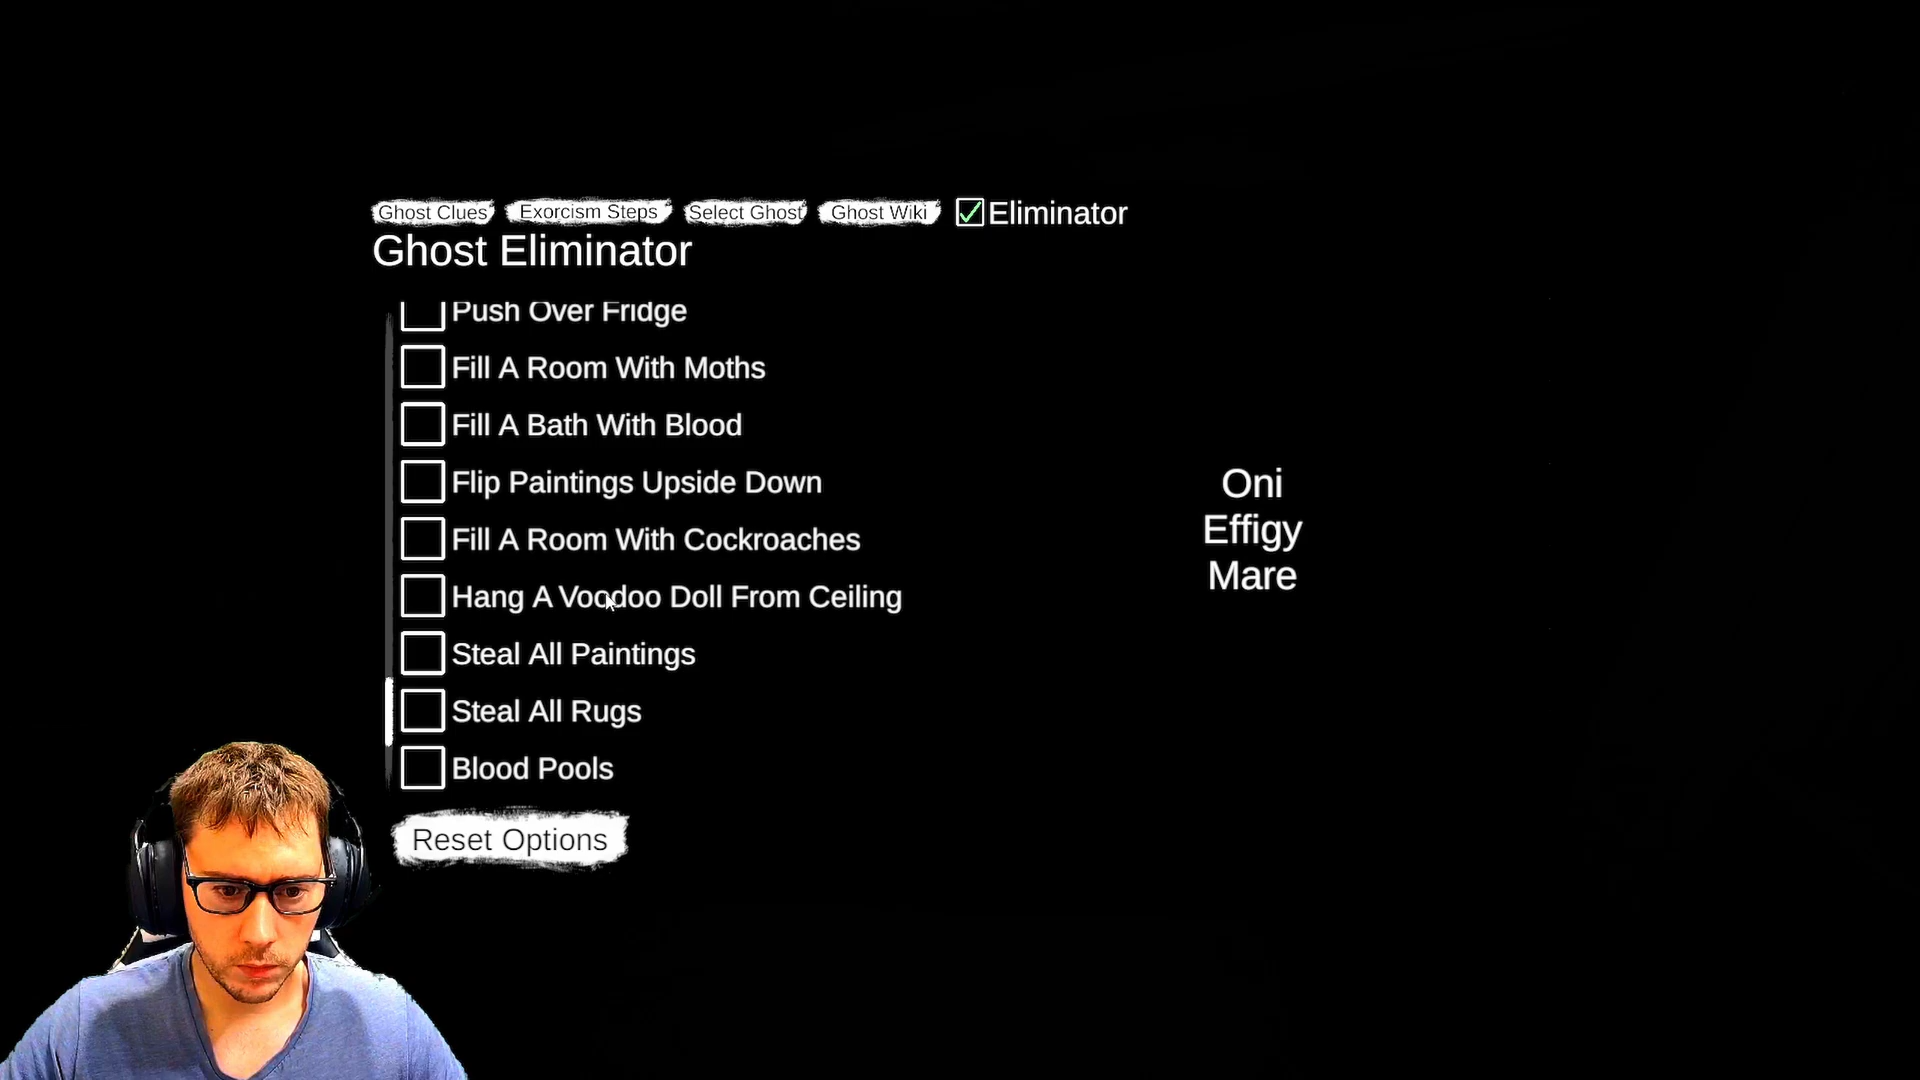 Ghost Clues Exorcism Steps Select Ghost Ghost Wiki Eliminator
Ghost Eliminator
Push Over Fridge
Fill A Room With Moths
Fill A Bath With Blood
Flip Paintings Upside Down
Fill A Room With Cockroaches
Hang A Voodoo Doll From Ceiling
Steal All Paintings
Steal All Rugs
Blood Pools
Reset Options
Oni
Effigy
Mare